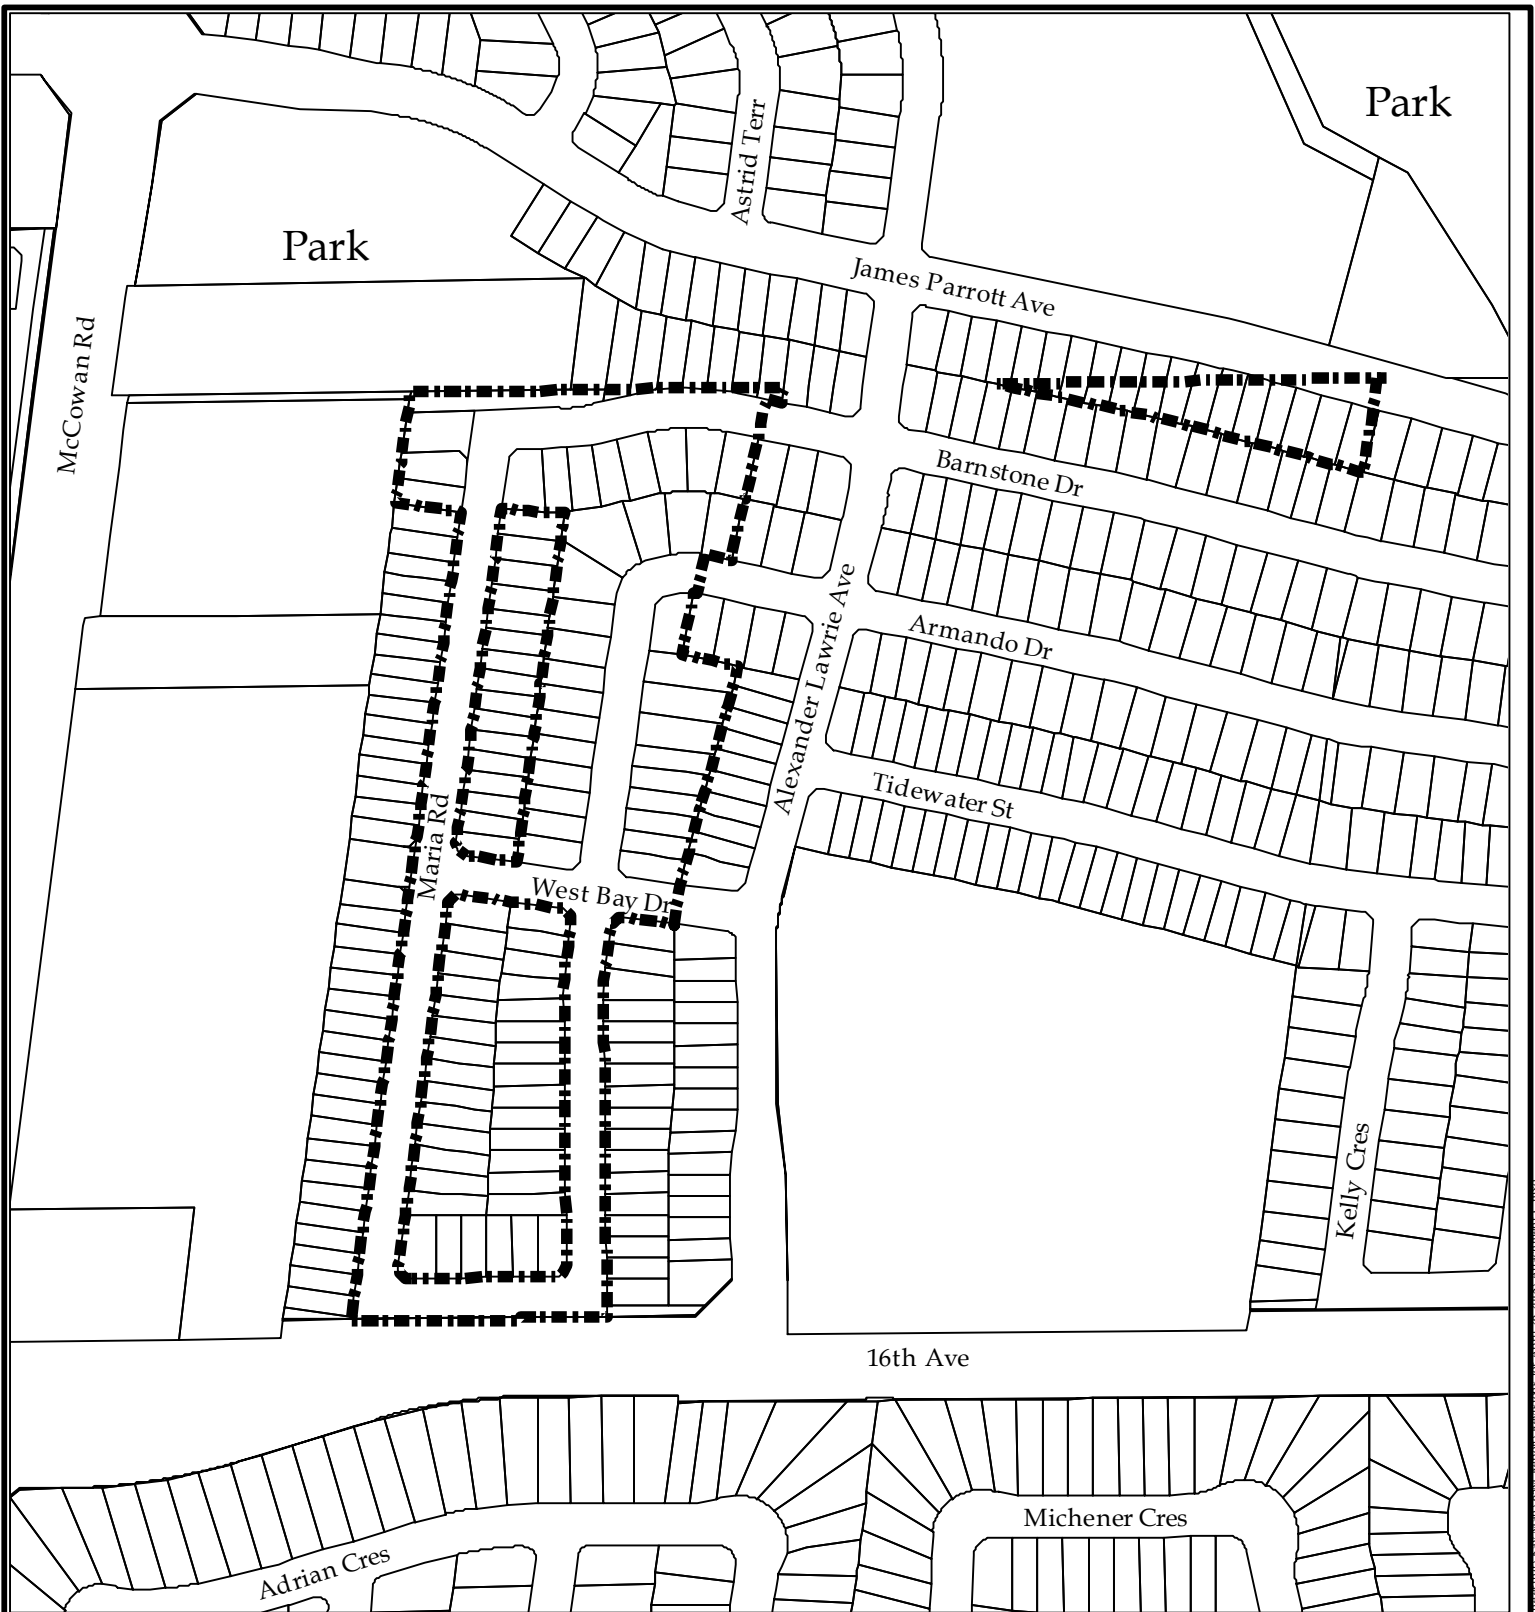 Park
Astrid Terr
Park
James Parrott Ave
McCowan Rd
Barnstone Dr
Alexander Lawrie Ave
Armando Dr
Tidewater St
Maria Rd
West Bay Dr
Kelly Cres
16th Ave
Michener Cres
Adrian Cres